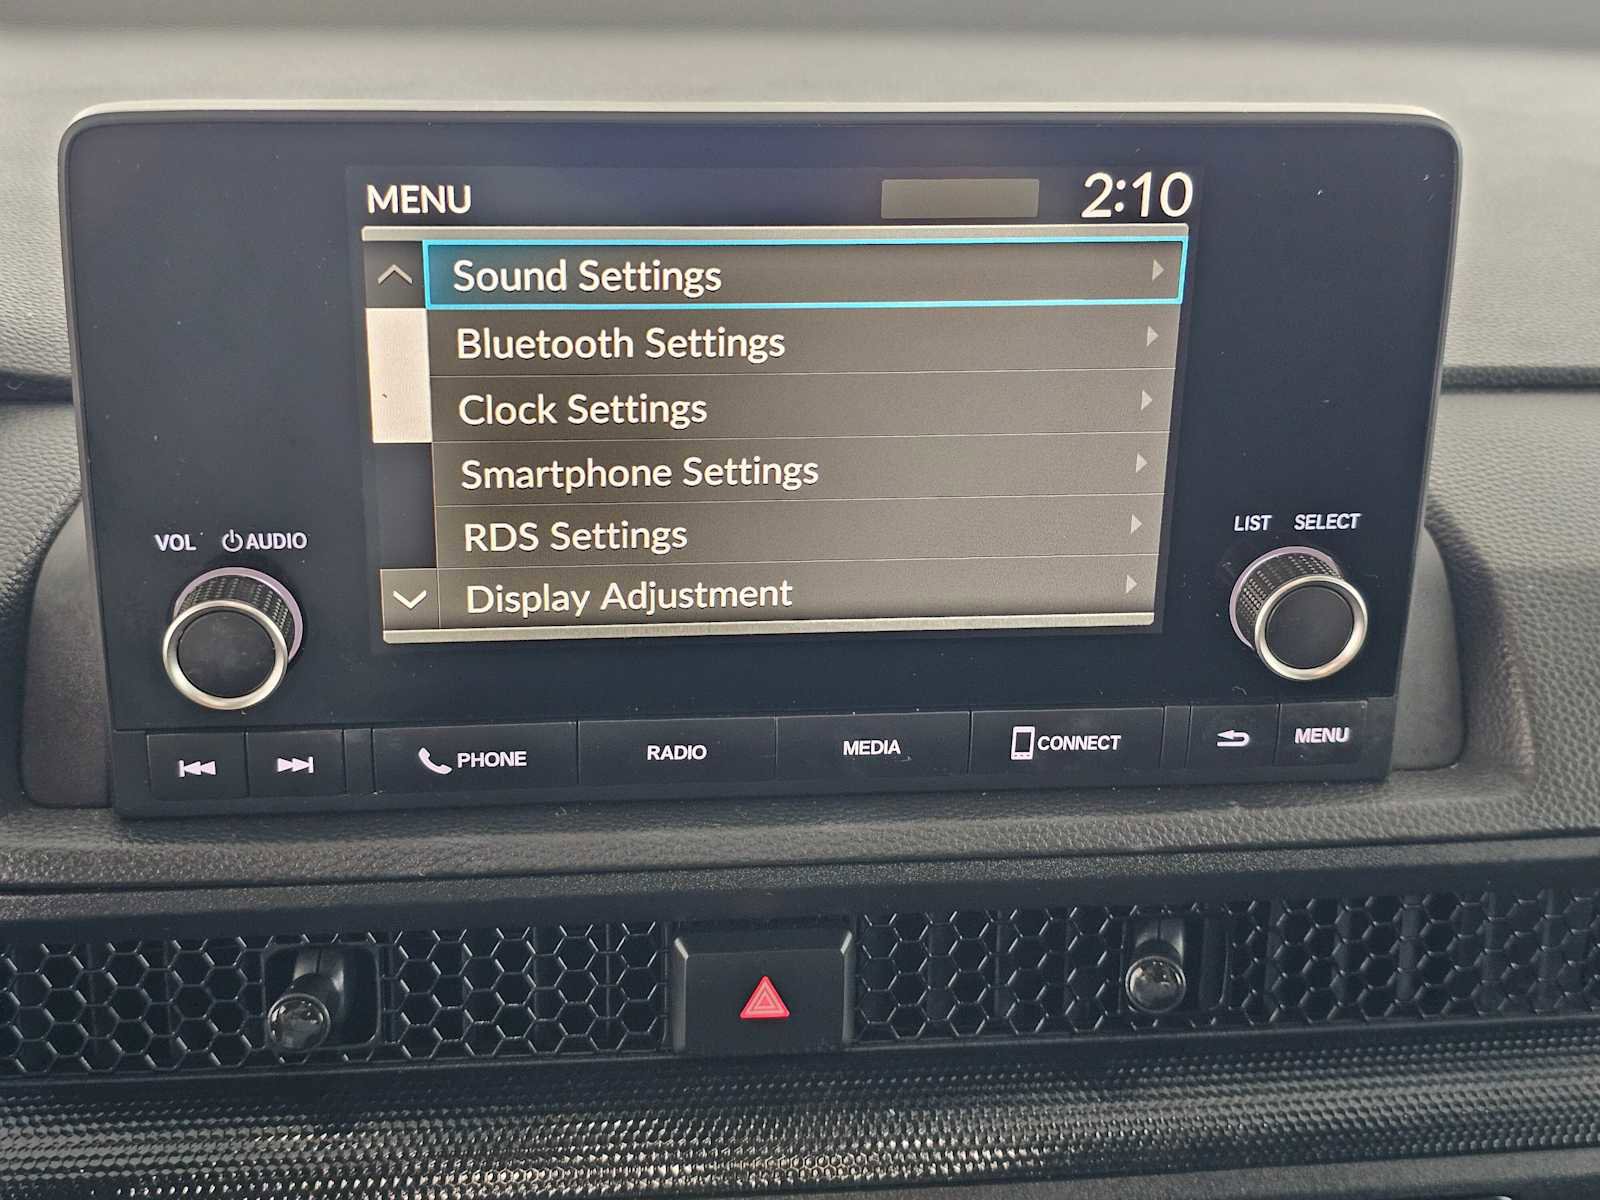 MENU 2:10
Sound Settings
Bluetooth Settings
Clock Settings
Smartphone Settings
RDS Settings
Display Adjustment
VOL AUDIO
LIST SELECT
PHONE RADIO MEDIA CONNECT MENU